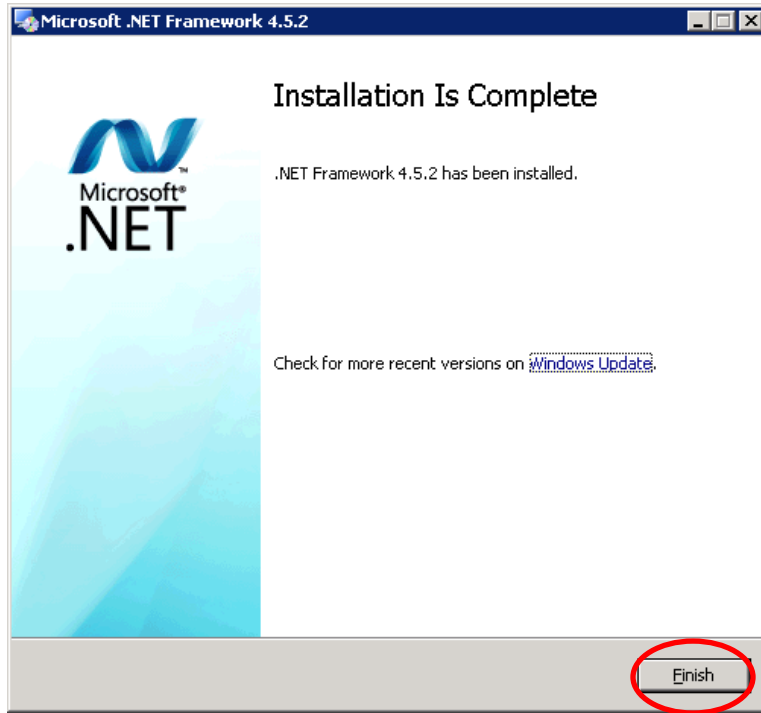 Microsoft .NET Framework 4.5.2
Installation Is Complete
Microsoft®
.NET™
.NET Framework 4.5.2 has been installed.
Check for more recent versions on Windows Update.
Finish